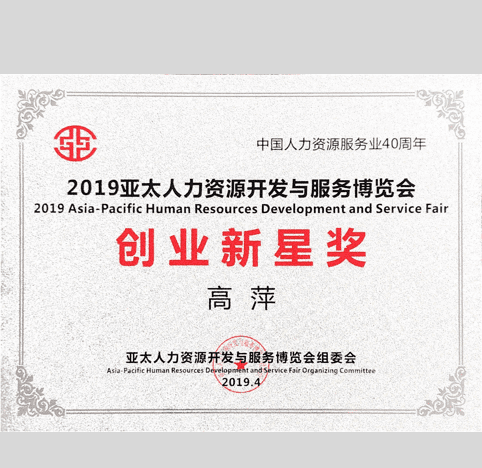 中国人力资源服务业40周年
2019亚太人力资源开发与服务博览会
2019 Asia-Pacific Human Resources Development and Service Fair
创业新星奖
高 萍
亚太人力资源开发与服务博览会组委会
Asia-Pacific Human Resources Development and Service Fair Organizing Committee
2019.4